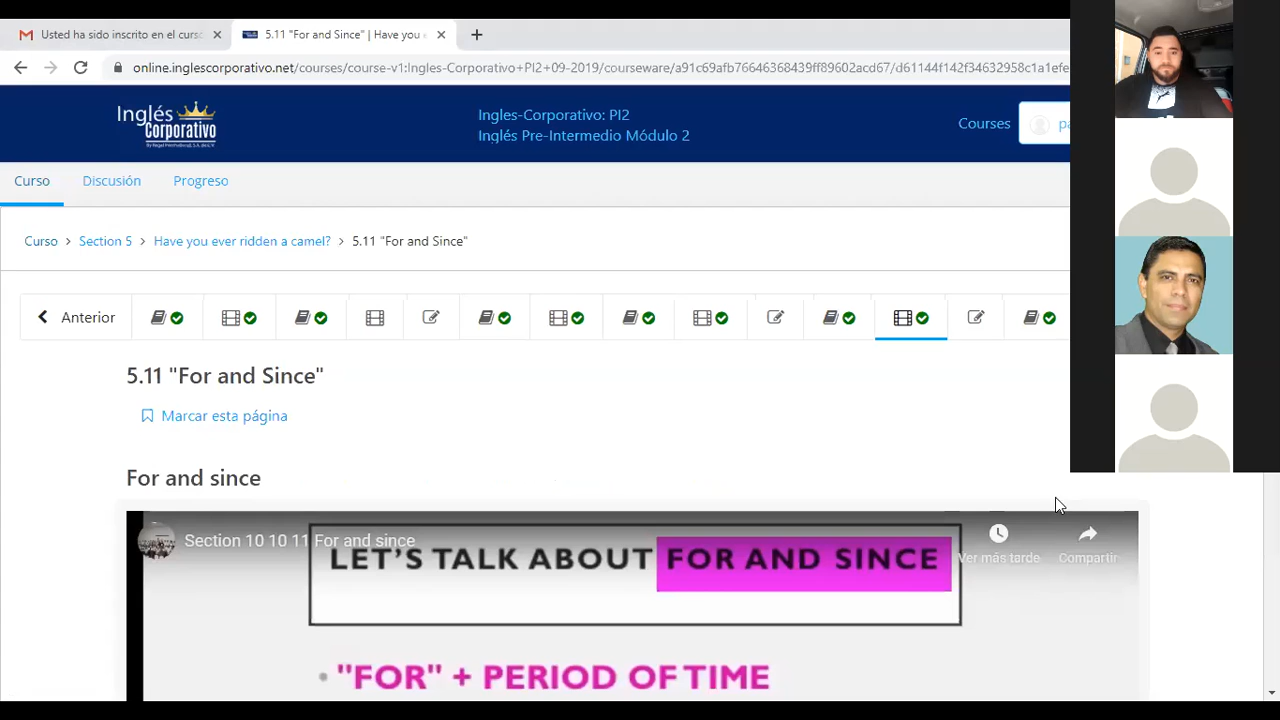 Usted ha sido inscrito en el curso
5.11 "For and Since" | Have you
online.inglescorporativo.net/courses/course-v1:Ingles-Corporativo+PI2+09-2019/courseware/a91c69afb7f646368439ff89602acd67/d61144f142f34632958c1a1efe
Inglés
Corporativo
Ingles-Corporativo: PI2
Inglés Pre-Intermedio Módulo 2
Courses
pa
Curso
Discusión
Progreso
Curso > Section 5 > Have you ever ridden a camel? > 5.11 "For and Since"
Anterior
5.11 "For and Since"
Marcar esta página
For and since
Section 10 10 11 For and since
LET'S TALK ABOUT FOR AND SINCE
Ver más tarde
Compartir
• "FOR" + PERIOD OF TIME